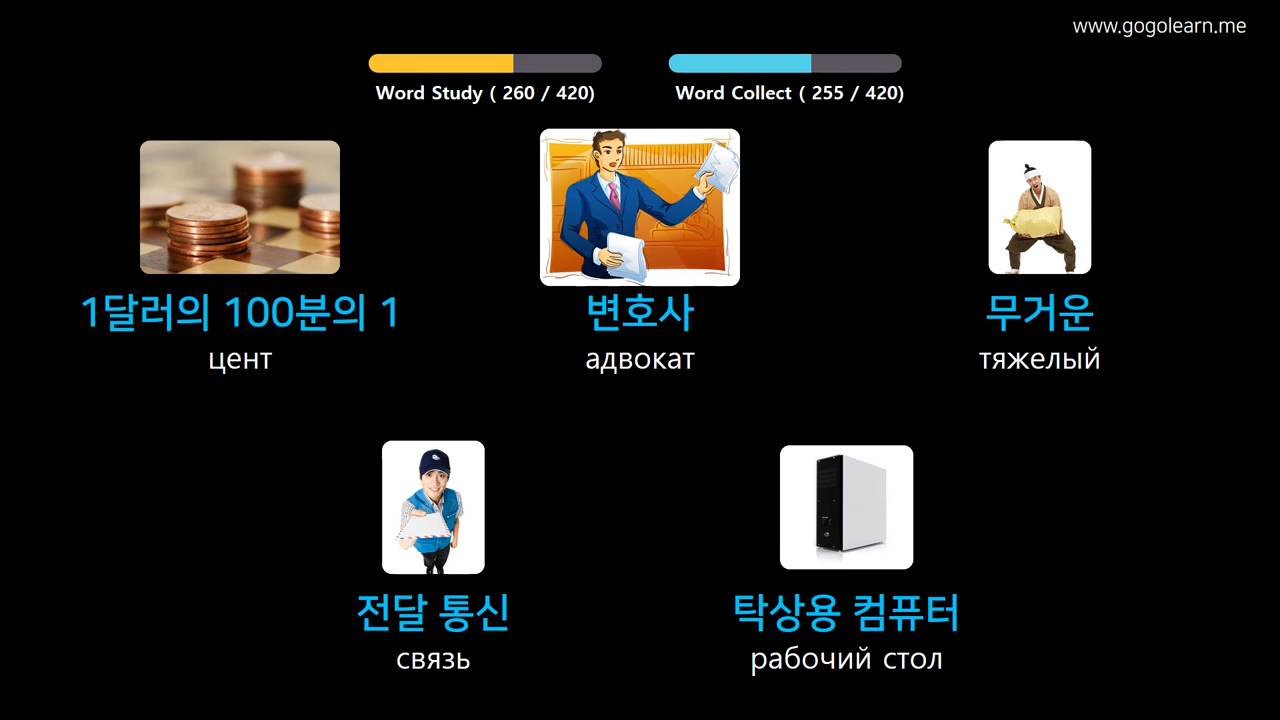 www.gogolearn.me
Word Study ( 260 / 420)
Word Collect ( 255 / 420)
1달러의 100분의 1
цент
변호사
адвокат
무거운
тяжелый
전달 통신
связь
탁상용 컴퓨터
рабочий стол